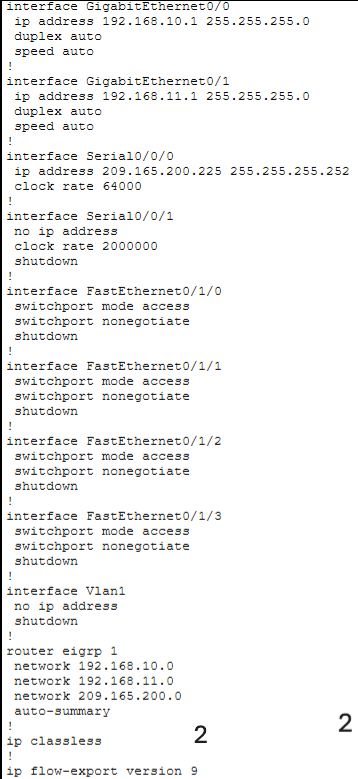 interface GigabitEthernet0/0
 ip address 192.168.10.1 255.255.255.0
 duplex auto
 speed auto
!
interface GigabitEthernet0/1
 ip address 192.168.11.1 255.255.255.0
 duplex auto
 speed auto
!
interface Serial0/0/0
 ip address 209.165.200.225 255.255.255.252
 clock rate 64000
!
interface Serial0/0/1
 no ip address
 clock rate 2000000
 shutdown
!
interface FastEthernet0/1/0
 switchport mode access
 switchport nonegotiate
 shutdown
!
interface FastEthernet0/1/1
 switchport mode access
 switchport nonegotiate
 shutdown
!
interface FastEthernet0/1/2
 switchport mode access
 switchport nonegotiate
 shutdown
!
interface FastEthernet0/1/3
 switchport mode access
 switchport nonegotiate
 shutdown
!
interface Vlan1
 no ip address
 shutdown
!
router eigrp 1
 network 192.168.10.0
 network 192.168.11.0
 network 209.165.200.0
 auto-summary
!
ip classless 2 2
!
ip flow-export version 9